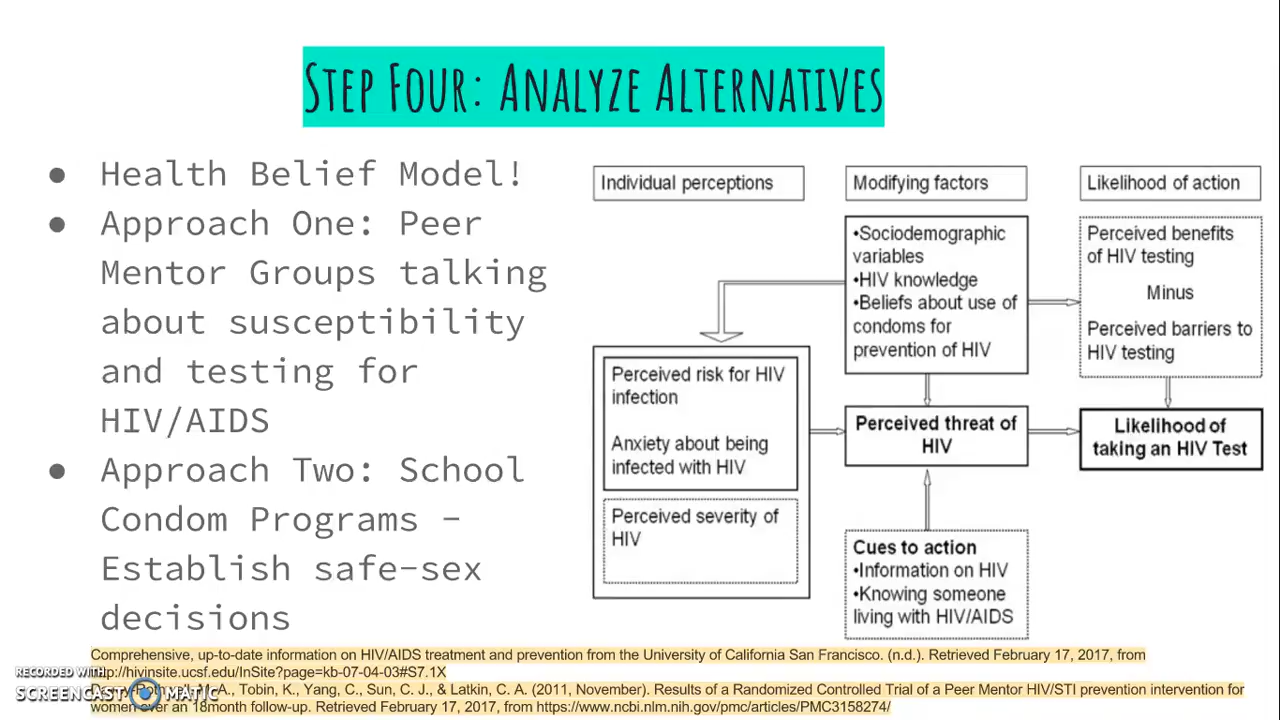 STEP FOUR: ANALYZE ALTERNATIVES
● Health Belief Model!
● Approach One: Peer
Mentor Groups talking
about susceptibility
and testing for
HIV/AIDS
● Approach Two: School
Condom Programs -
Establish safe-sex
decisions
Individual perceptions
Perceived risk for HIV
infection
Anxiety about being
infected with HIV
Perceived severity of
HIV
Modifying factors
•Sociodemographic
variables
•HIV knowledge
•Beliefs about use of
condoms for
prevention of HIV
Perceived threat of
HIV
Cues to action
•Information on HIV
•Knowing someone
living with HIV/AIDS
Likelihood of action
Perceived benefits
of HIV testing
Minus
Perceived barriers to
HIV testing
Likelihood of
taking an HIV Test
Comprehensive, up-to-date information on HIV/AIDS treatment and prevention from the University of California San Francisco. (n.d.). Retrieved February 17, 2017, from
http://hivinsite.ucsf.edu/InSite?page=kb-07-04-03#S7.1X
A., Tobin, K., Yang, C., Sun, C. J., & Latkin, C. A. (2011, November). Results of a Randomized Controlled Trial of a Peer Mentor HIV/STI prevention intervention for
women over an 18month follow-up. Retrieved February 17, 2017, from https://www.ncbi.nlm.nih.gov/pmc/articles/PMC3158274/
RECORDED WITH
SCREENCAST-O-MATIC